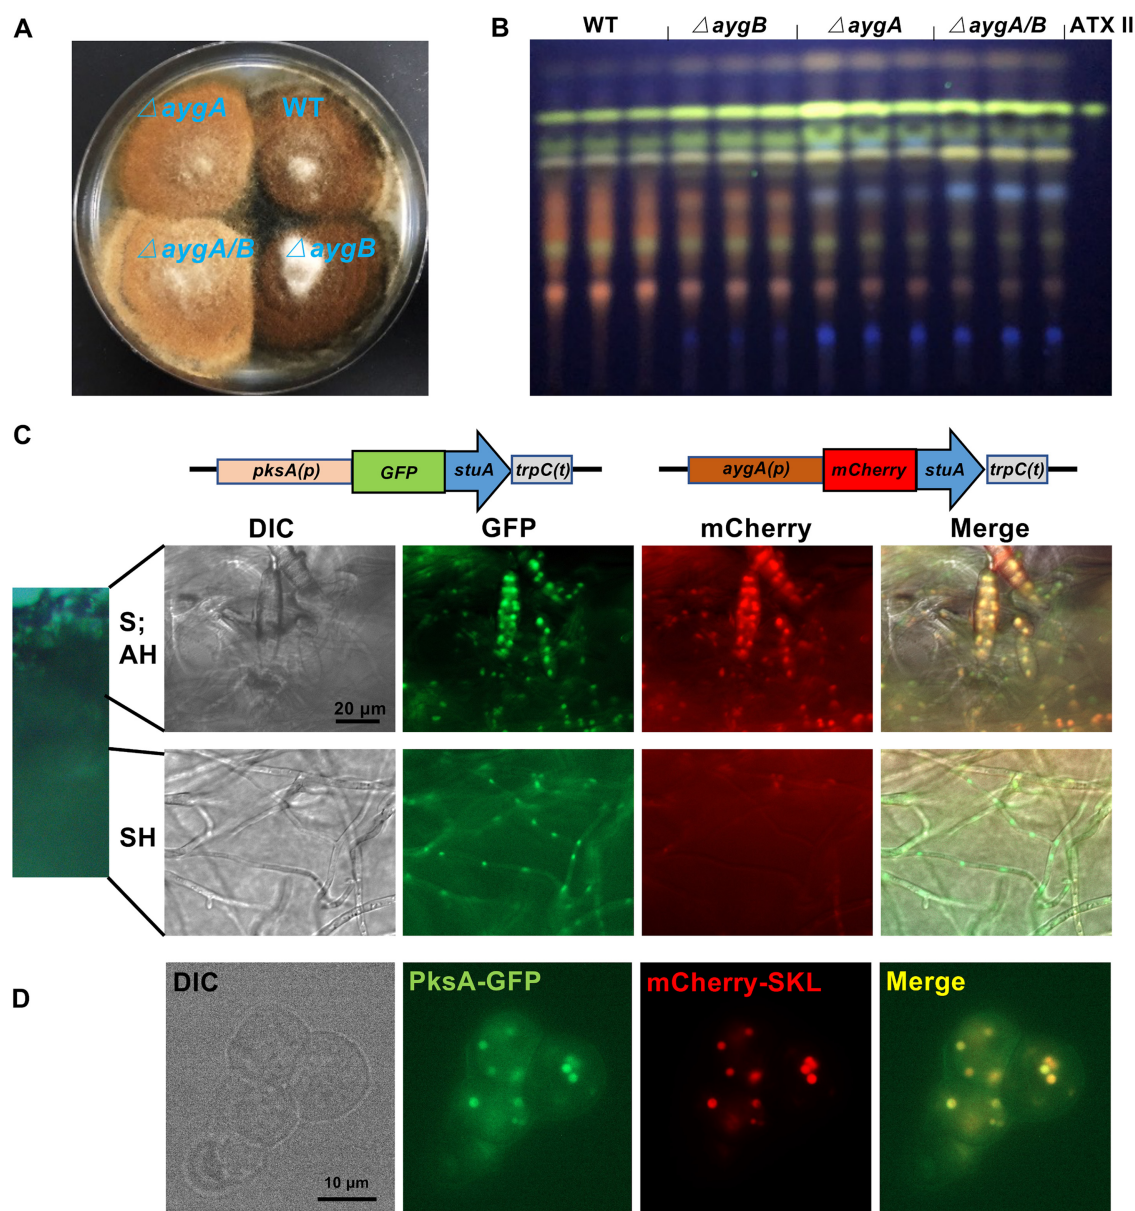 A
△aygA
WT
△aygA/B
△aygB
B
WT
△aygB
△aygA
△aygA/B
ATX II
C
pksA(p)
GFP
stuA
trpC(t)
aygA(p)
mCherry
stuA
trpC(t)
DIC
GFP
mCherry
Merge
S;
AH
20 µm
SH
D
DIC
PksA-GFP
mCherry-SKL
Merge
10 µm